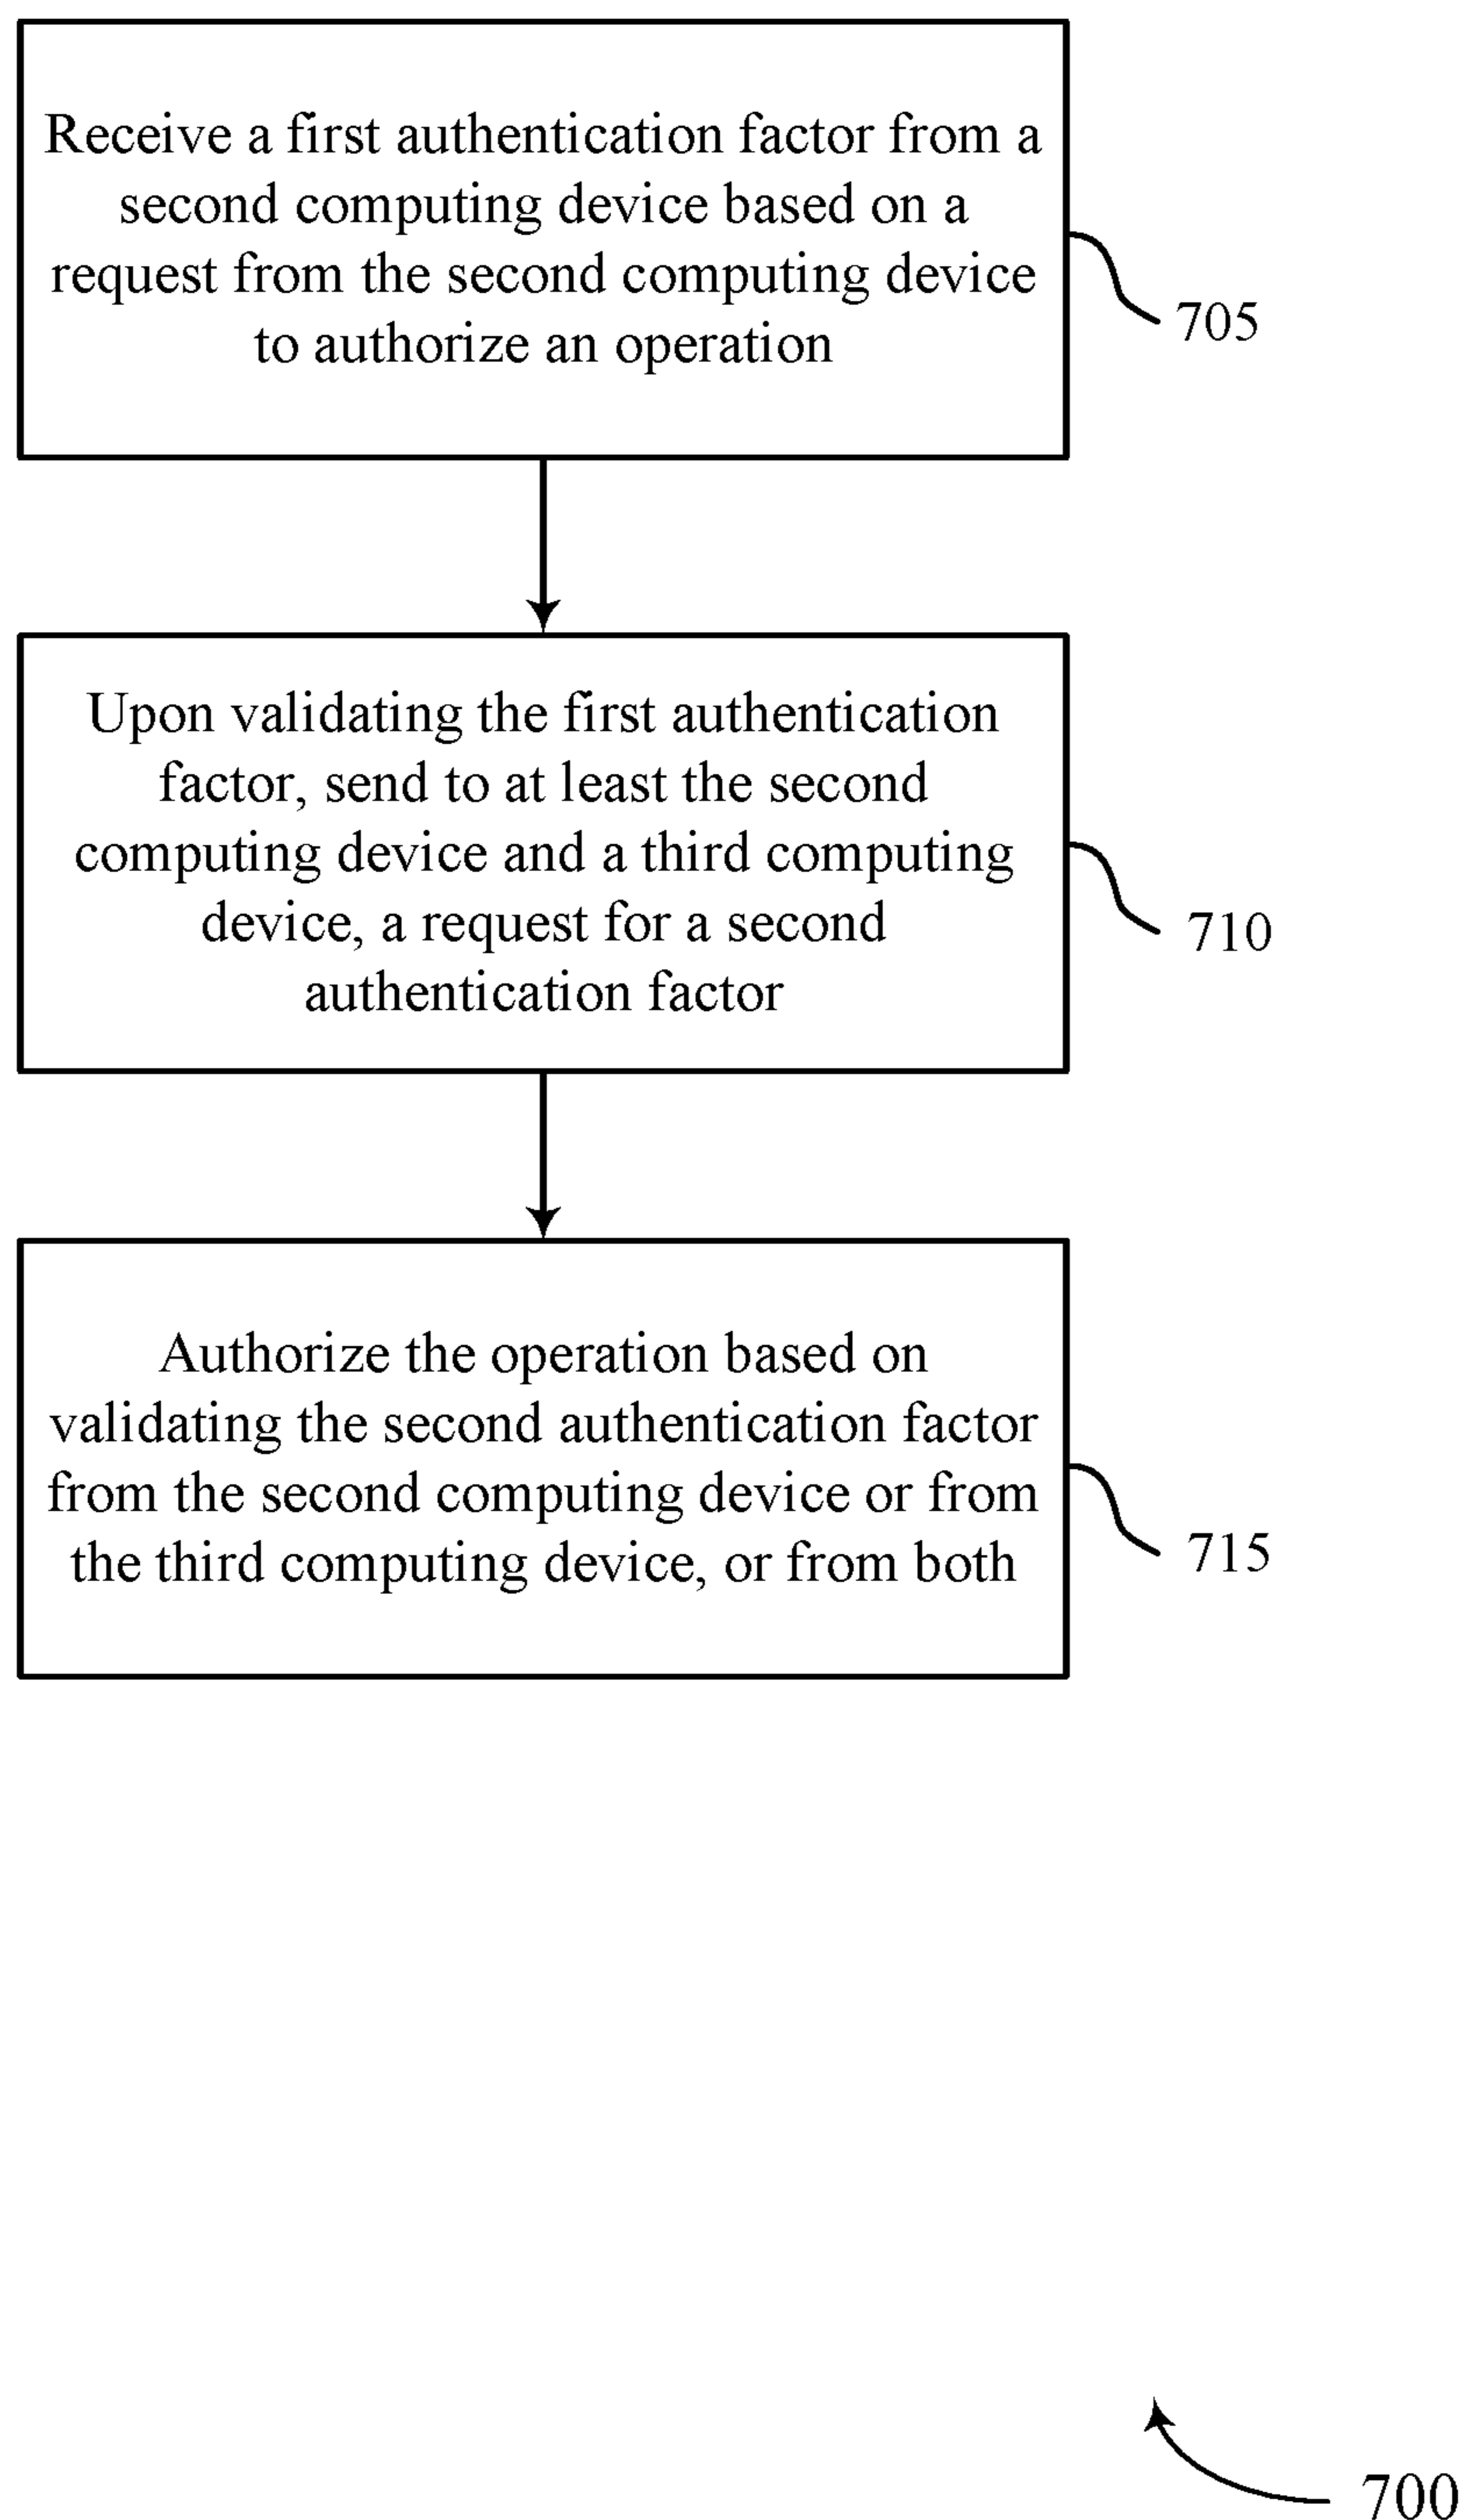 Receive a first authentication factor from a
second computing device based on a
request from the second computing device
to authorize an operation
705
Upon validating the first authentication
factor, send to at least the second
computing device and a third computing
device, a request for a second
authentication factor
710
Authorize the operation based on
validating the second authentication factor
from the second computing device or from
the third computing device, or from both
715
700